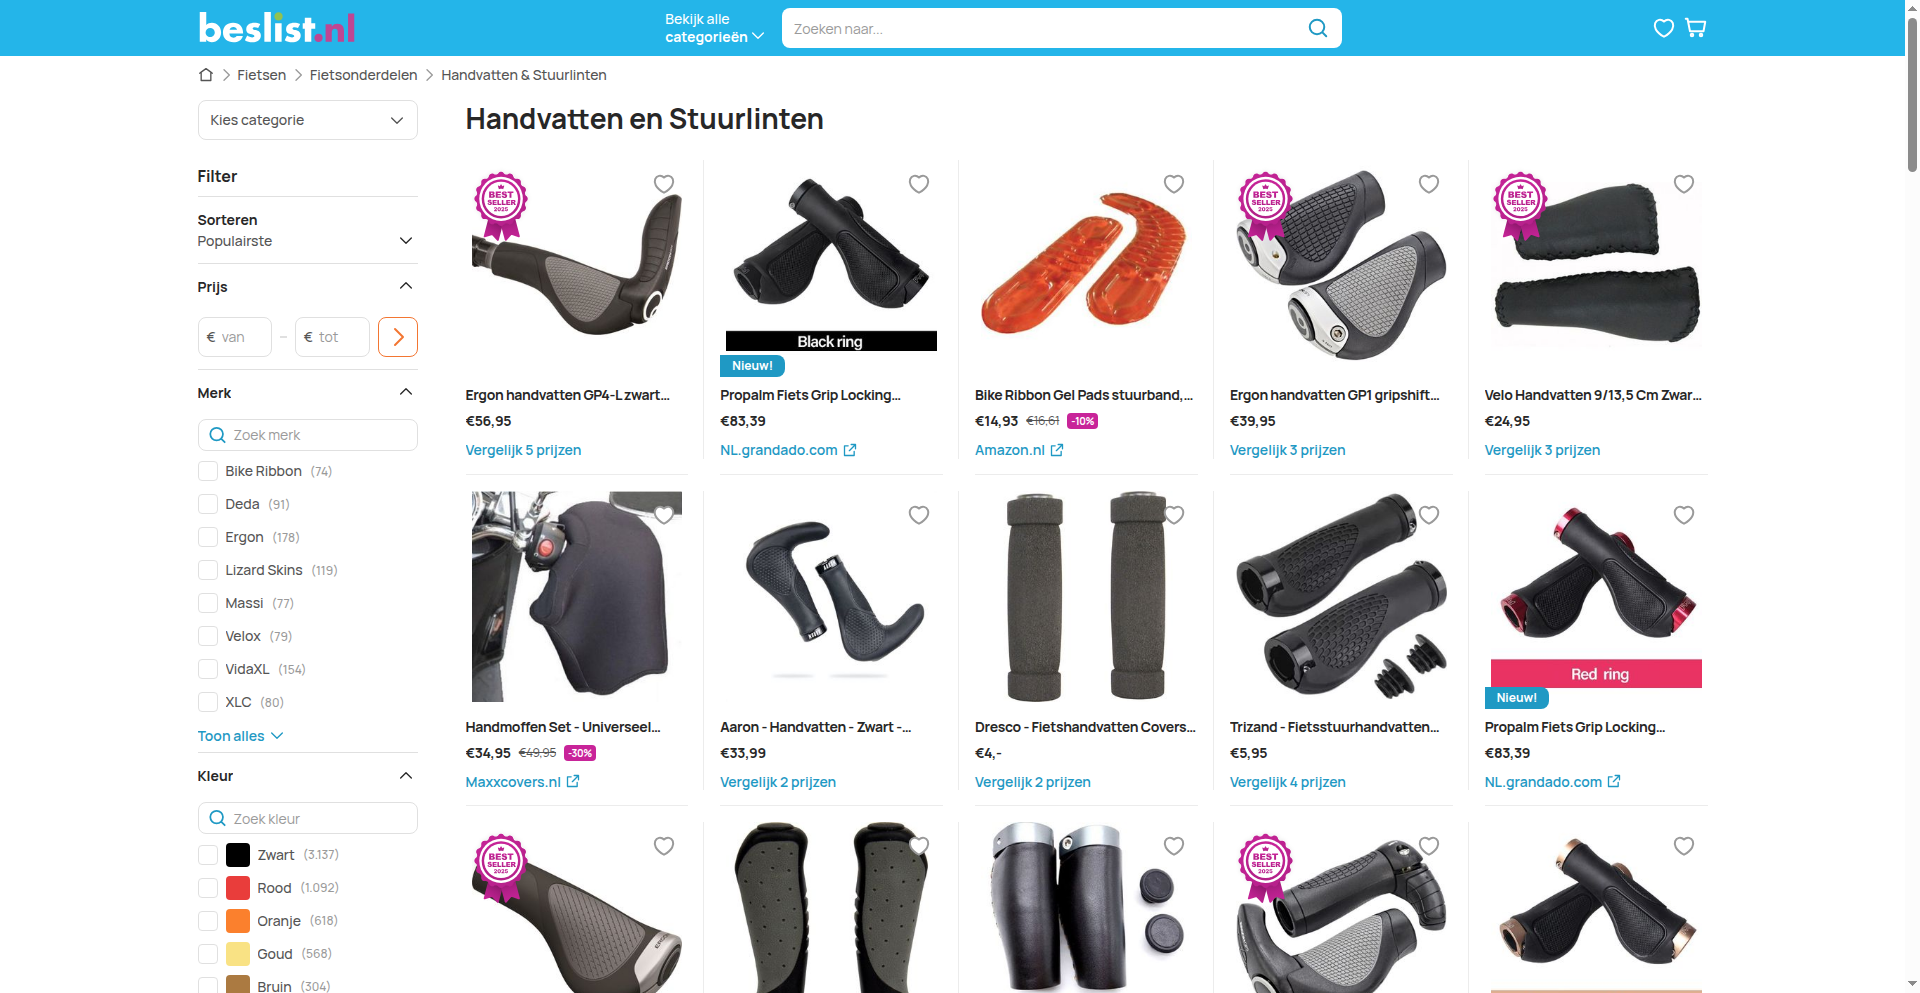 beslist.nl
Bekijk alle
categorieën
Zoeken naar...
Fietsen
Fietsonderdelen
Handvatten & Stuurlinten
Kies categorie
Handvatten en Stuurlinten
Filter
Sorteren
Populairste
Prijs
€ van
–
€ tot
Merk
Zoek merk
Bike Ribbon (74)
Deda (91)
Ergon (178)
Lizard Skins (119)
Massi (77)
Velox (79)
VidaXL (154)
XLC (80)
Toon alles
Kleur
Zoek kleur
Zwart (3.137)
Rood (1.092)
Oranje (618)
Goud (568)
Bruin (304)
BEST
SELLER
2025
Ergon handvatten GP4-L zwart...
€56,95
Vergelijk 5 prijzen
Black ring
Nieuw!
Propalm Fiets Grip Locking...
€83,39
NL.grandado.com
Bike Ribbon Gel Pads stuurband,...
€14,93 €16,61 -10%
Amazon.nl
BEST
SELLER
2025
Ergon handvatten GP1 gripshift...
€39,95
Vergelijk 3 prijzen
BEST
SELLER
2025
Velo Handvatten 9/13,5 Cm Zwar...
€24,95
Vergelijk 3 prijzen
Handmoffen Set - Universeel...
€34,95 €49,95 -30%
Maxxcovers.nl
Aaron - Handvatten - Zwart -...
€33,99
Vergelijk 2 prijzen
Dresco - Fietshandvatten Covers...
€4,-
Vergelijk 2 prijzen
Trizand - Fietsstuurhandvatten...
€5,95
Vergelijk 4 prijzen
Red ring
Nieuw!
Propalm Fiets Grip Locking...
€83,39
NL.grandado.com
BEST
SELLER
2025
BEST
SELLER
2025